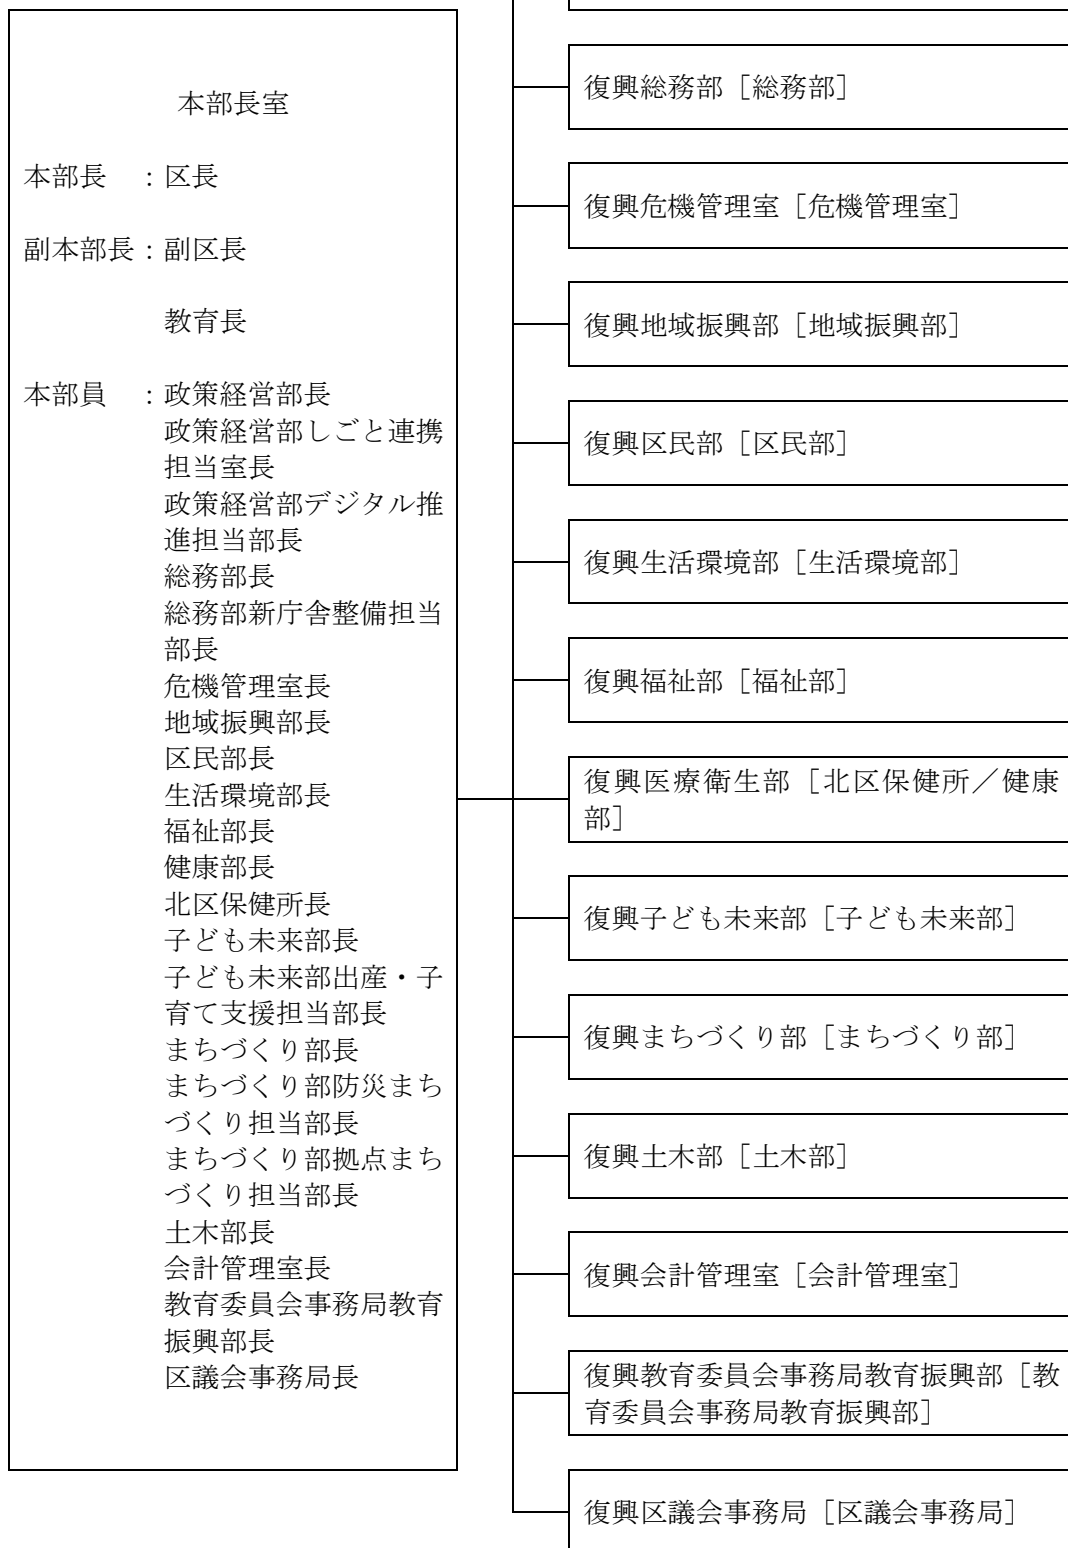 本部長室
本部長　：区長
副本部長：副区長
教育長
本部員　：政策経営部長
政策経営部しごと連携
担当室長
政策経営部デジタル推
進担当部長
総務部長
総務部新庁舎整備担当
部長
危機管理室長
地域振興部長
区民部長
生活環境部長
福祉部長
健康部長
北区保健所長
子ども未来部長
子ども未来部出産・子
育て支援担当部長
まちづくり部長
まちづくり部防災まち
づくり担当部長
まちづくり部拠点まち
づくり担当部長
土木部長
会計管理室長
教育委員会事務局教育
振興部長
区議会事務局長
復興総務部［総務部］
復興危機管理室［危機管理室］
復興地域振興部［地域振興部］
復興区民部［区民部］
復興生活環境部［生活環境部］
復興福祉部［福祉部］
復興医療衛生部［北区保健所／健康
部］
復興子ども未来部［子ども未来部］
復興まちづくり部［まちづくり部］
復興土木部［土木部］
復興会計管理室［会計管理室］
復興教育委員会事務局教育振興部［教
育委員会事務局教育振興部］
復興区議会事務局［区議会事務局］